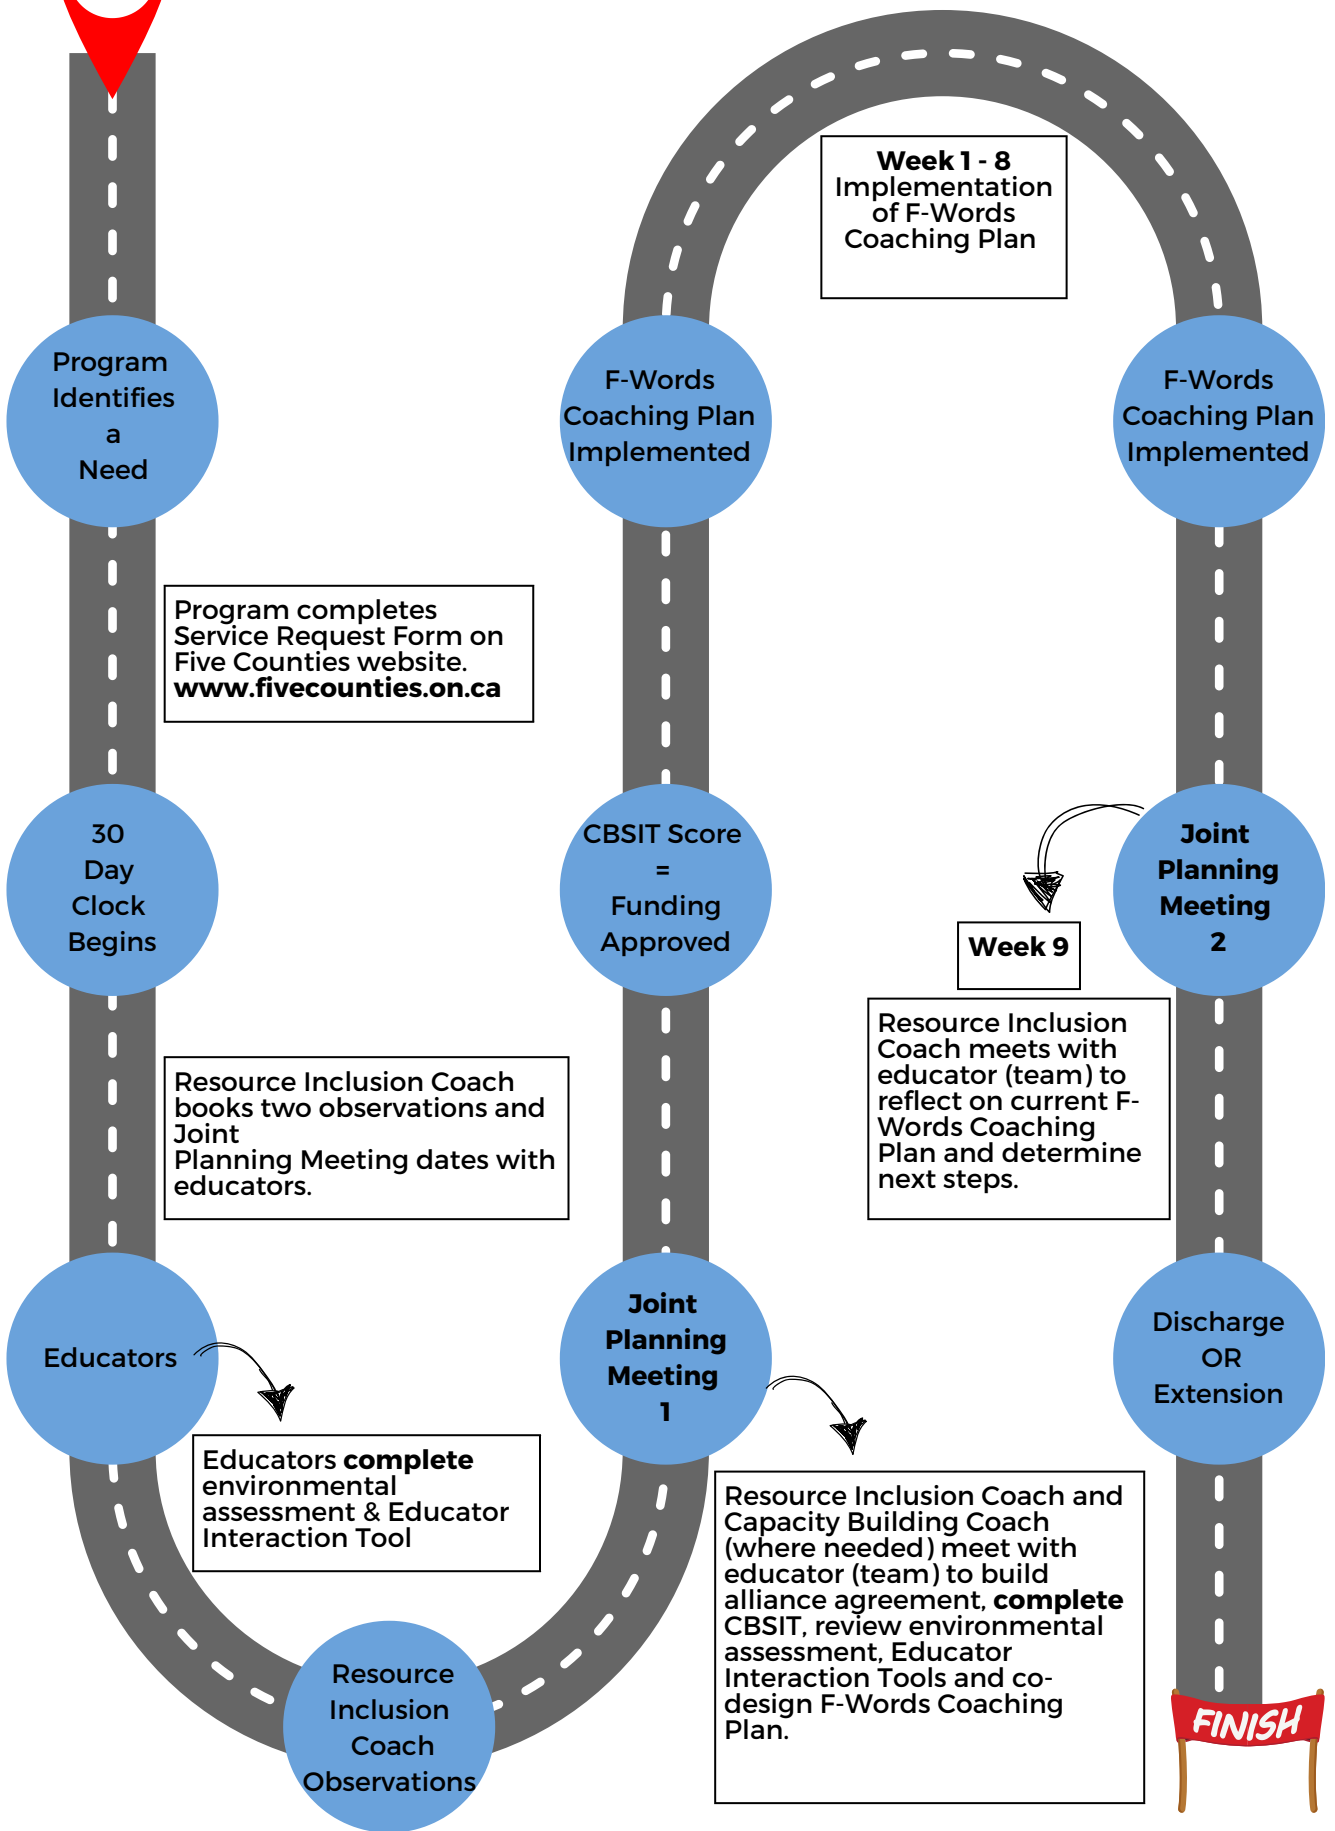 Program
Identifies
a
Need
Program completes
Service Request Form on
Five Counties website.
www.fivecounties.on.ca
30
Day
Clock
Begins
Resource Inclusion Coach
books two observations and
Joint
Planning Meeting dates with
educators.
Educators
Educators complete
environmental
assessment & Educator
Interaction Tool
Resource
Inclusion
Coach
Observations
Joint
Planning
Meeting
1
Resource Inclusion Coach and
Capacity Building Coach
(where needed) meet with
educator (team) to build
alliance agreement, complete
CBSIT, review environmental
assessment, Educator
Interaction Tools and co-
design F-Words Coaching
Plan.
CBSIT Score
=
Funding
Approved
F-Words
Coaching Plan
Implemented
Week 1 - 8
Implementation
of F-Words
Coaching Plan
F-Words
Coaching Plan
Implemented
Joint
Planning
Meeting
2
Week 9
Resource Inclusion
Coach meets with
educator (team) to
reflect on current F-
Words Coaching
Plan and determine
next steps.
Discharge
OR
Extension
FINISH